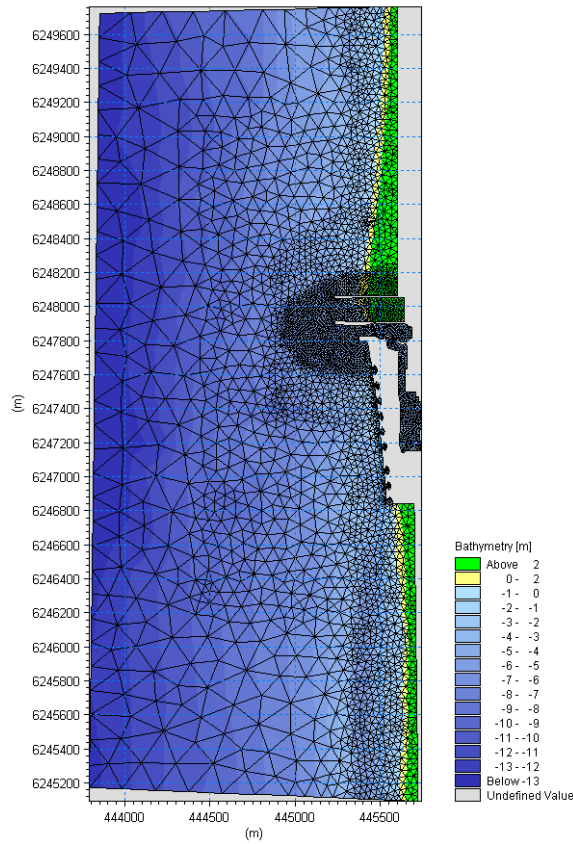 6249600
6249400
6249200
6249000
6248800
6248600
6248400
6248200
6248000
6247800
6247600
6247400
6247200
6247000
6246800
6246600
6246400
6246200
6246000
6245800
6245600
6245400
6245200
(m)
444000 444500 445000 445500
(m)
Bathymetry [m]
Above 2
0 - 2
-1 - 0
-2 - -1
-3 - -2
-4 - -3
-5 - -4
-6 - -5
-7 - -6
-8 - -7
-9 - -8
-10 - -9
-11 - -10
-12 - -11
-13 - -12
Below -13
Undefined Value